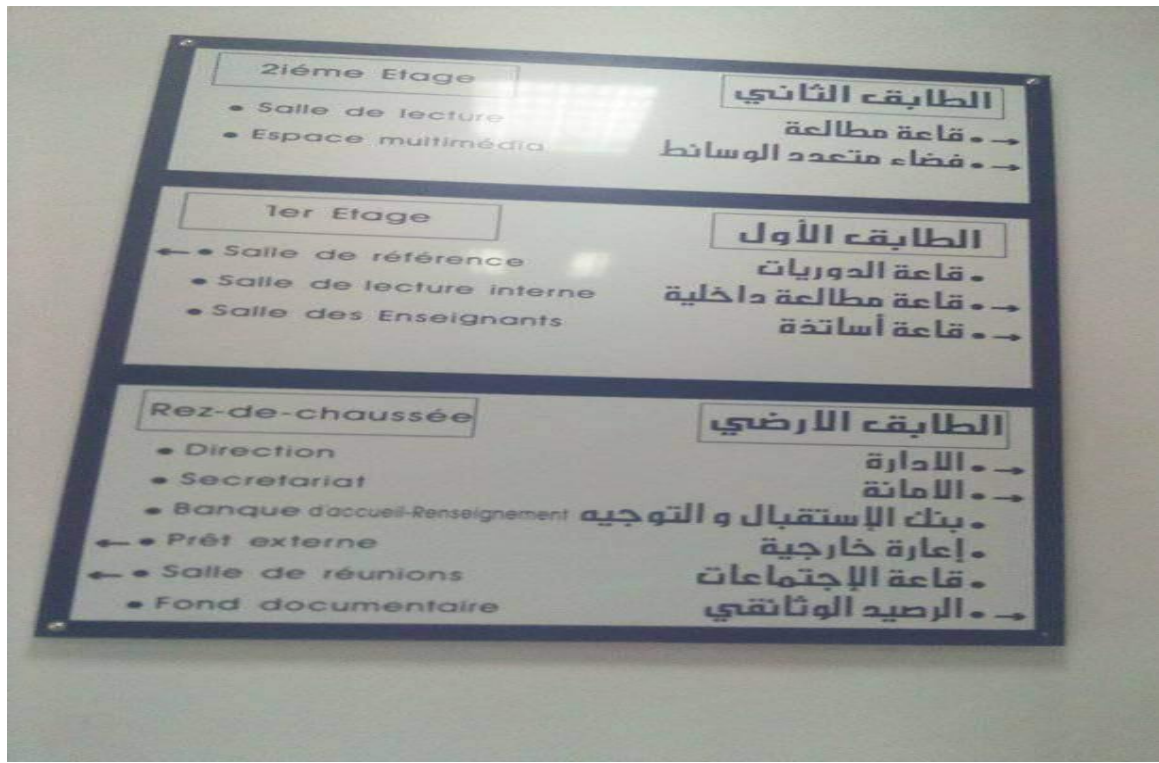 2iéme Etage الطابق الثاني
• Salle de lecture • قاعة مطالعة →
• Espace multimédia • فضاء متعدد الوسائط →
1er Etage الطابق الأول
← • Salle de référence • قاعة الدوريات
• Salle de lecture interne • قاعة مطالعة داخلية →
• Salle des Enseignants • قاعة أساتذة →
Rez-de-chaussée الطابق الارضي
• Direction • الادارة →
• Secretariat • الامانة →
• Banque d'accueil-Renseignement • بنك الإستقبال و التوجيه
← • Prêt externe • إعارة خارجية
← • Salle de réunions • قاعة الإجتماعات
• Fond documentaire • الرصيد الوثائقي →